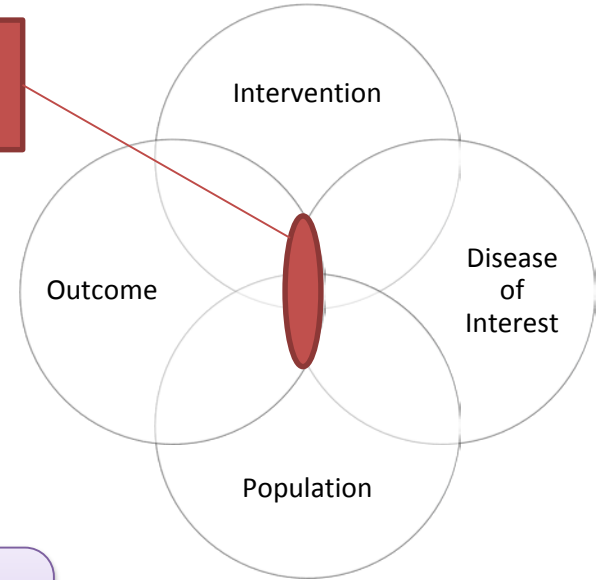 Intervention
Disease
of
Interest
Outcome
Population